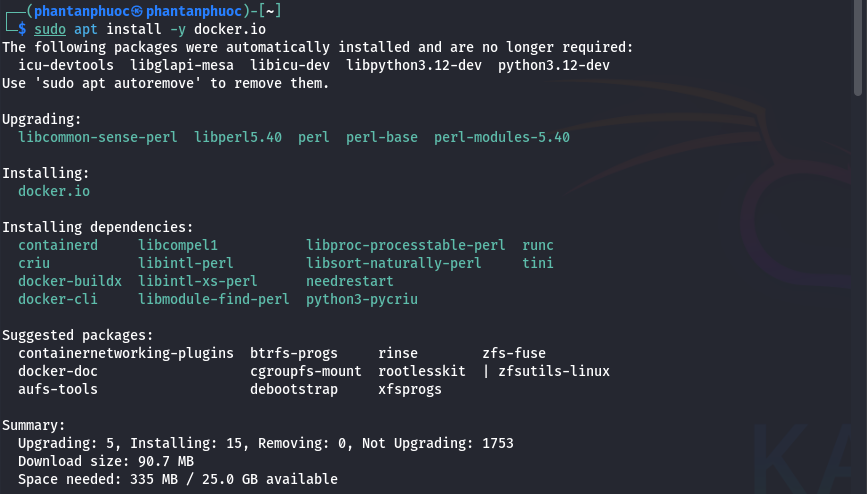 ┌──(phantanphuoc㉿phantanphuoc)-[~]
└─$ sudo apt install -y docker.io
The following packages were automatically installed and are no longer required:
  icu-devtools  libglapi-mesa  libicu-dev  libpython3.12-dev  python3.12-dev
Use 'sudo apt autoremove' to remove them.

Upgrading:
  libcommon-sense-perl  libperl5.40  perl  perl-base  perl-modules-5.40

Installing:
  docker.io

Installing dependencies:
  containerd     libcompel1           libproc-processtable-perl  runc
  criu           libintl-perl         libsort-naturally-perl     tini
  docker-buildx  libintl-xs-perl      needrestart
  docker-cli     libmodule-find-perl  python3-pycriu

Suggested packages:
  containernetworking-plugins  btrfs-progs     rinse        zfs-fuse
  docker-doc                   cgroupfs-mount  rootlesskit  | zfsutils-linux
  aufs-tools                   debootstrap     xfsprogs

Summary:
  Upgrading: 5, Installing: 15, Removing: 0, Not Upgrading: 1753
  Download size: 90.7 MB
  Space needed: 335 MB / 25.0 GB available
KA